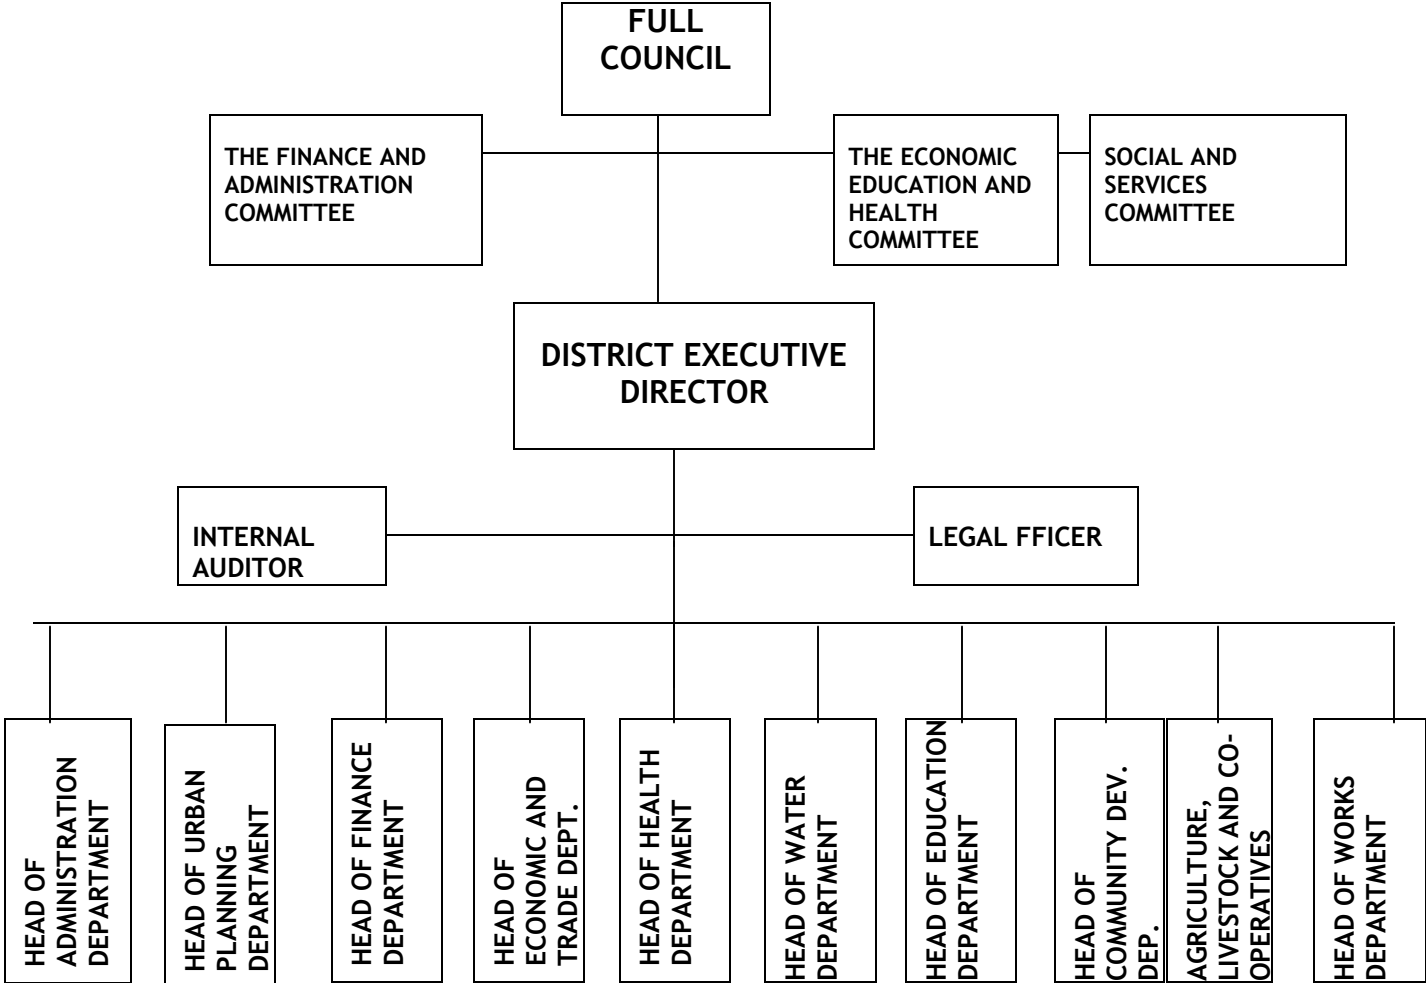 FULL
COUNCIL
THE FINANCE AND
ADMINISTRATION
COMMITTEE
THE ECONOMIC
EDUCATION AND
HEALTH
COMMITTEE
SOCIAL AND
SERVICES
COMMITTEE
DISTRICT EXECUTIVE
DIRECTOR
INTERNAL
AUDITOR
LEGAL FFICER
HEAD OF
ADMINISTRATION
DEPARTMENT
HEAD OF URBAN
PLANNING
DEPARTMENT
HEAD OF FINANCE
DEPARTMENT
HEAD OF
ECONOMIC AND
TRADE DEPT.
HEAD OF HEALTH
DEPARTMENT
HEAD OF WATER
DEPARTMENT
HEAD OF EDUCATION
DEPARTMENT
HEAD OF
COMMUNITY DEV.
DEP.
AGRICULTURE,
LIVESTOCK AND CO-
OPERATIVES
HEAD OF WORKS
DEPARTMENT